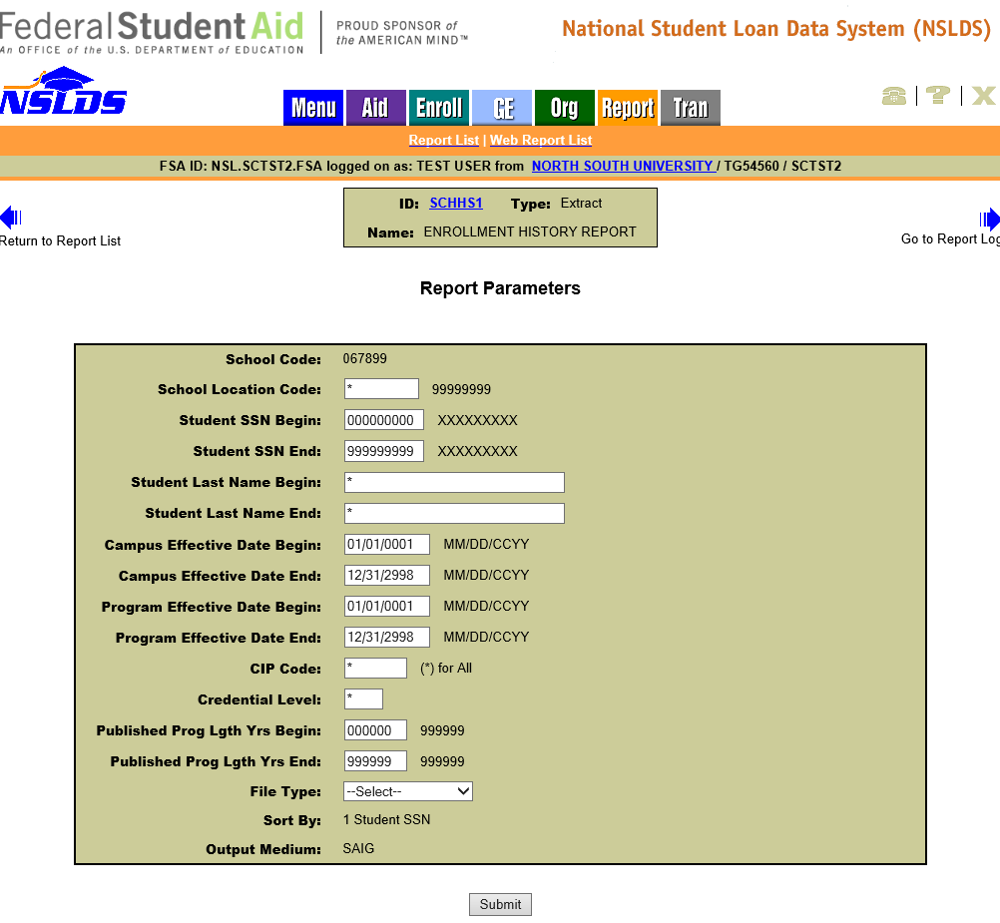 Federal Student Aid
An OFFICE of the U.S. DEPARTMENT of EDUCATION
PROUD SPONSOR of
the AMERICAN MIND™
National Student Loan Data System (NSLDS)
NSLDS
Menu Aid Enroll GE Org Report Tran
Report List | Web Report List
FSA ID: NSL.SCTST2.FSA logged on as: TEST USER from NORTH SOUTH UNIVERSITY / TG54560 / SCTST2
ID: SCHHS1 Type: Extract
Name: ENROLLMENT HISTORY REPORT
Return to Report List
Go to Report Log
Report Parameters
School Code: 067899
School Location Code: * 99999999
Student SSN Begin: 000000000 XXXXXXXXX
Student SSN End: 999999999 XXXXXXXXX
Student Last Name Begin: *
Student Last Name End: *
Campus Effective Date Begin: 01/01/0001 MM/DD/CCYY
Campus Effective Date End: 12/31/2998 MM/DD/CCYY
Program Effective Date Begin: 01/01/0001 MM/DD/CCYY
Program Effective Date End: 12/31/2998 MM/DD/CCYY
CIP Code: * (*) for All
Credential Level: *
Published Prog Lgth Yrs Begin: 000000 999999
Published Prog Lgth Yrs End: 999999 999999
File Type: --Select--
Sort By: 1 Student SSN
Output Medium: SAIG
Submit